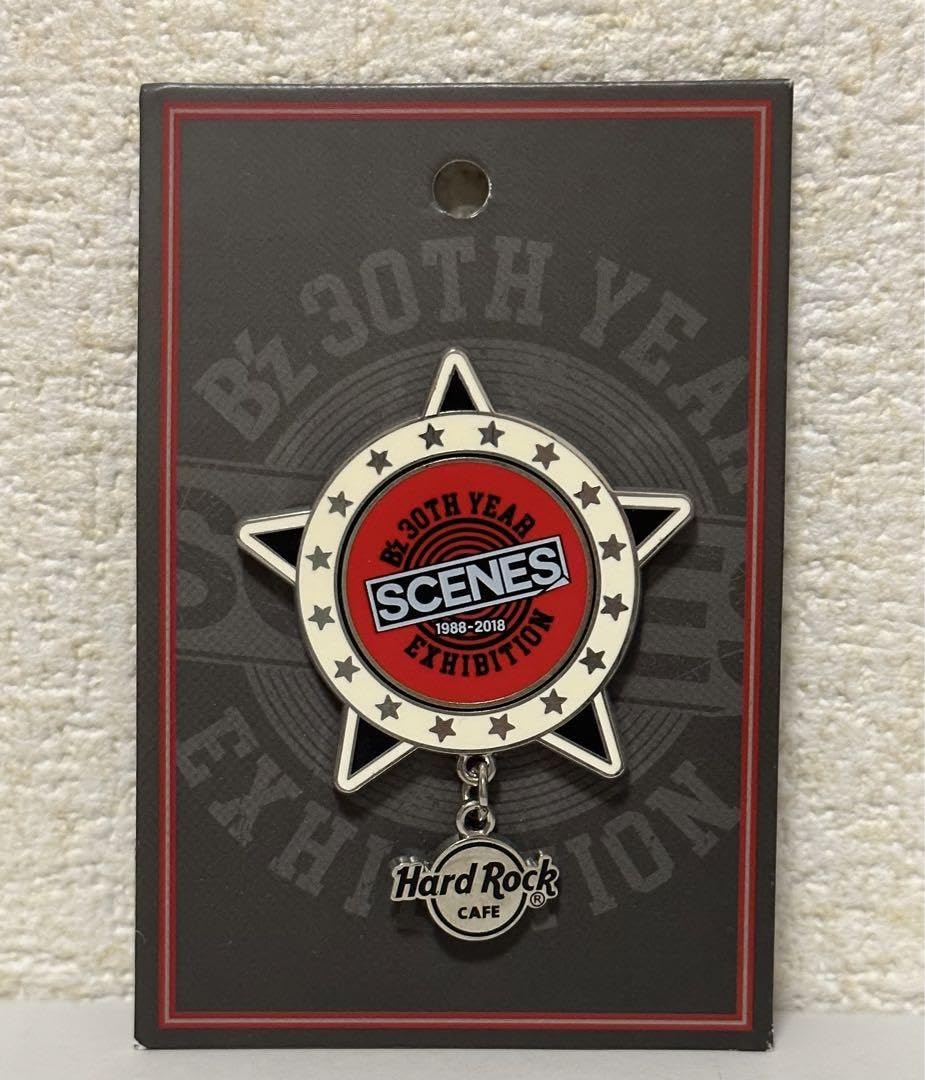 B'z 30TH YEAR
EXHIBITION
B'z 30TH YEAR
SCENES
1988-2018
EXHIBITION
Hard Rock
®
CAFE